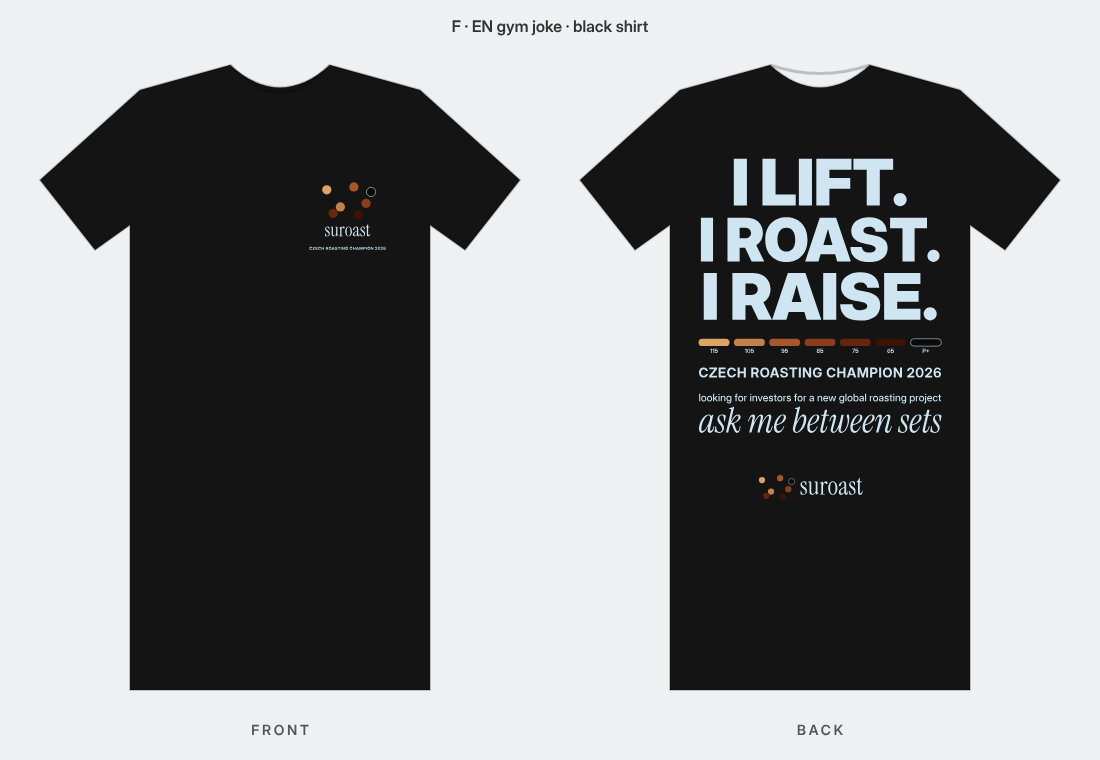 F · EN gym joke · black shirt
suroast
CZECH ROASTING CHAMPION 2026
I LIFT.
I ROAST.
I RAISE.
115 105 95 85 75 65 P+
CZECH ROASTING CHAMPION 2026
looking for investors for a new global roasting project
ask me between sets
suroast
FRONT
BACK